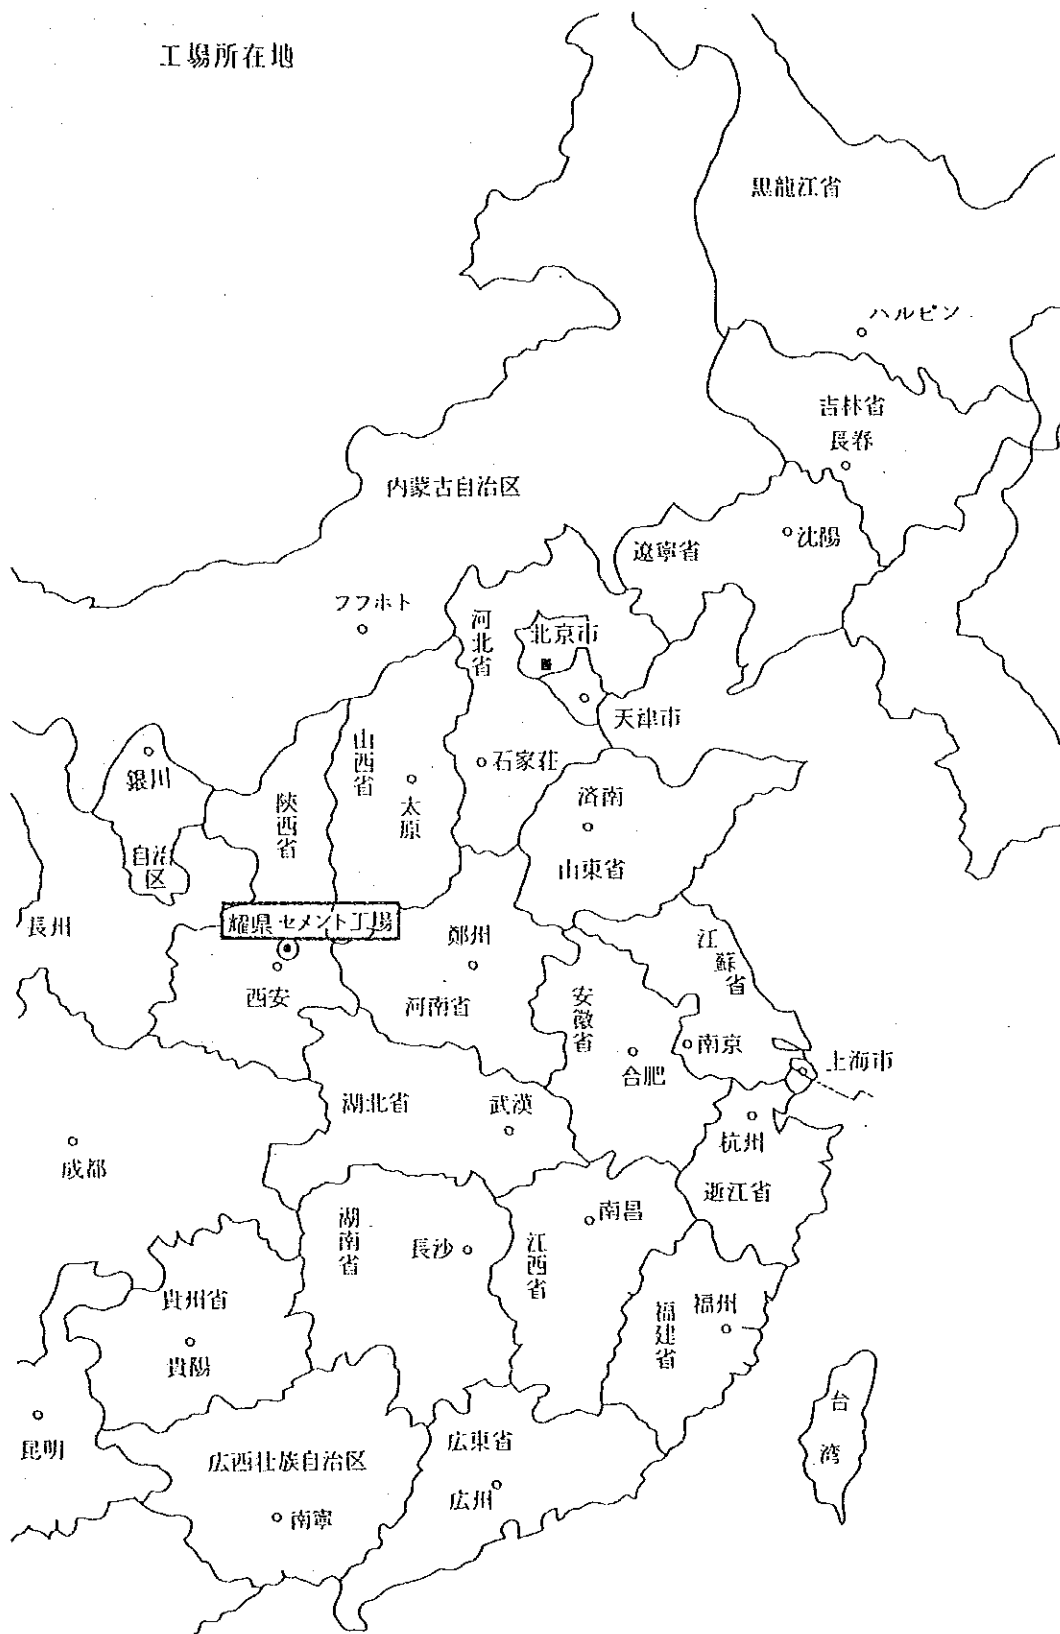 工場所在地
黒龍江省
ハルピン
吉林省
長春
内蒙古自治区
遼寧省
沈陽
フフホト
河北省
北京市
天津市
銀川
自治区
陝西省
山西省
太原
石家荘
済南
山東省
長州
耀県セメント工場
西安
鄭州
河南省
江蘇省
安徽省
合肥
南京
上海市
湖北省
武漢
杭州
浙江省
成都
湖南省
長沙
南昌
江西省
貴州省
貴陽
福州
福建省
昆明
広西壮族自治区
南寧
広東省
広州
台湾